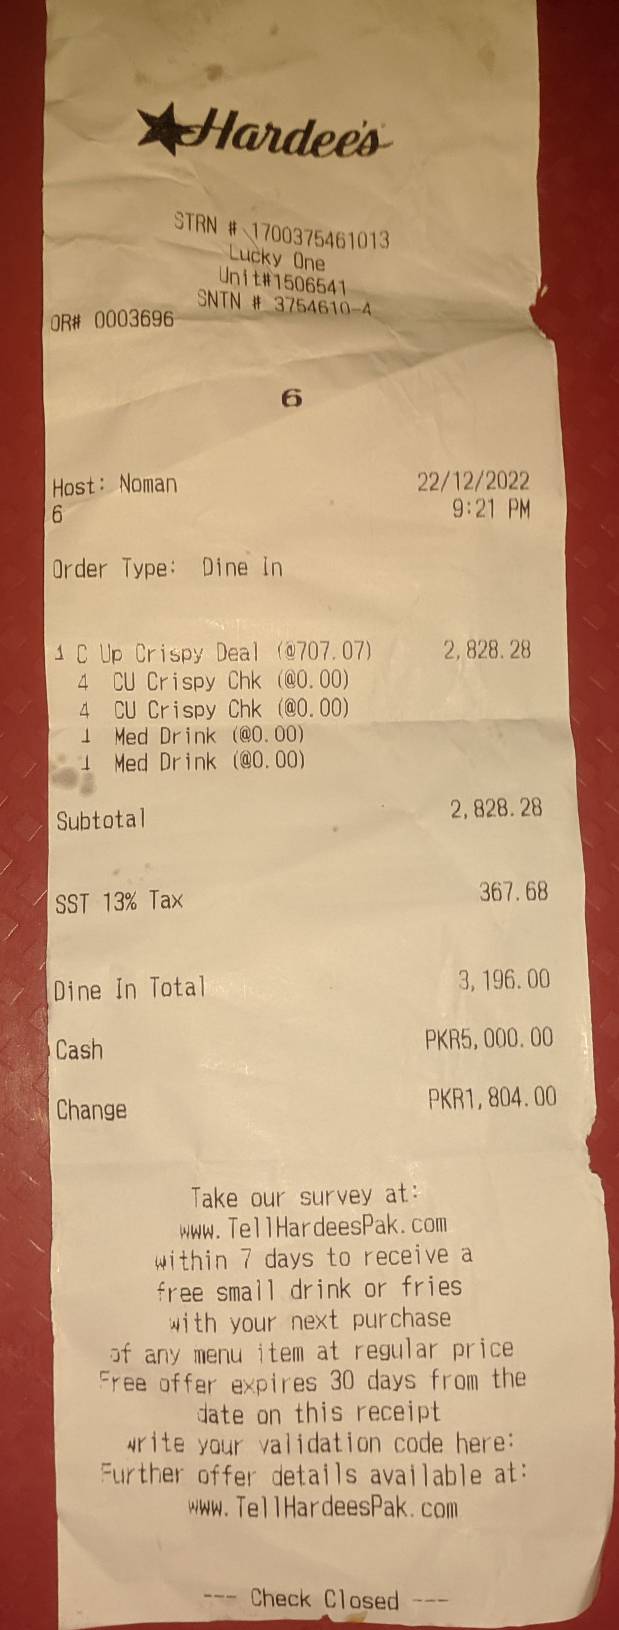 Hardee's
STRN # 1700375461013
Lucky One
Unit#1506541
SNTN # 3754610-4
OR# 0003696
6
Host: Noman 22/12/2022
6 9:21 PM
Order Type: Dine In
1 C Up Crispy Deal (@707.07) 2,828.28
4 CU Crispy Chk (@0.00)
4 CU Crispy Chk (@0.00)
1 Med Drink (@0.00)
1 Med Drink (@0.00)
Subtotal 2,828.28
SST 13% Tax 367.68
Dine In Total 3,196.00
Cash PKR5,000.00
Change PKR1,804.00
Take our survey at:
www.TellHardeesPak.com
within 7 days to receive a
free small drink or fries
with your next purchase
of any menu item at regular price
Free offer expires 30 days from the
date on this receipt
write your validation code here:
Further offer details available at:
www.TellHardeesPak.com
--- Check Closed ---